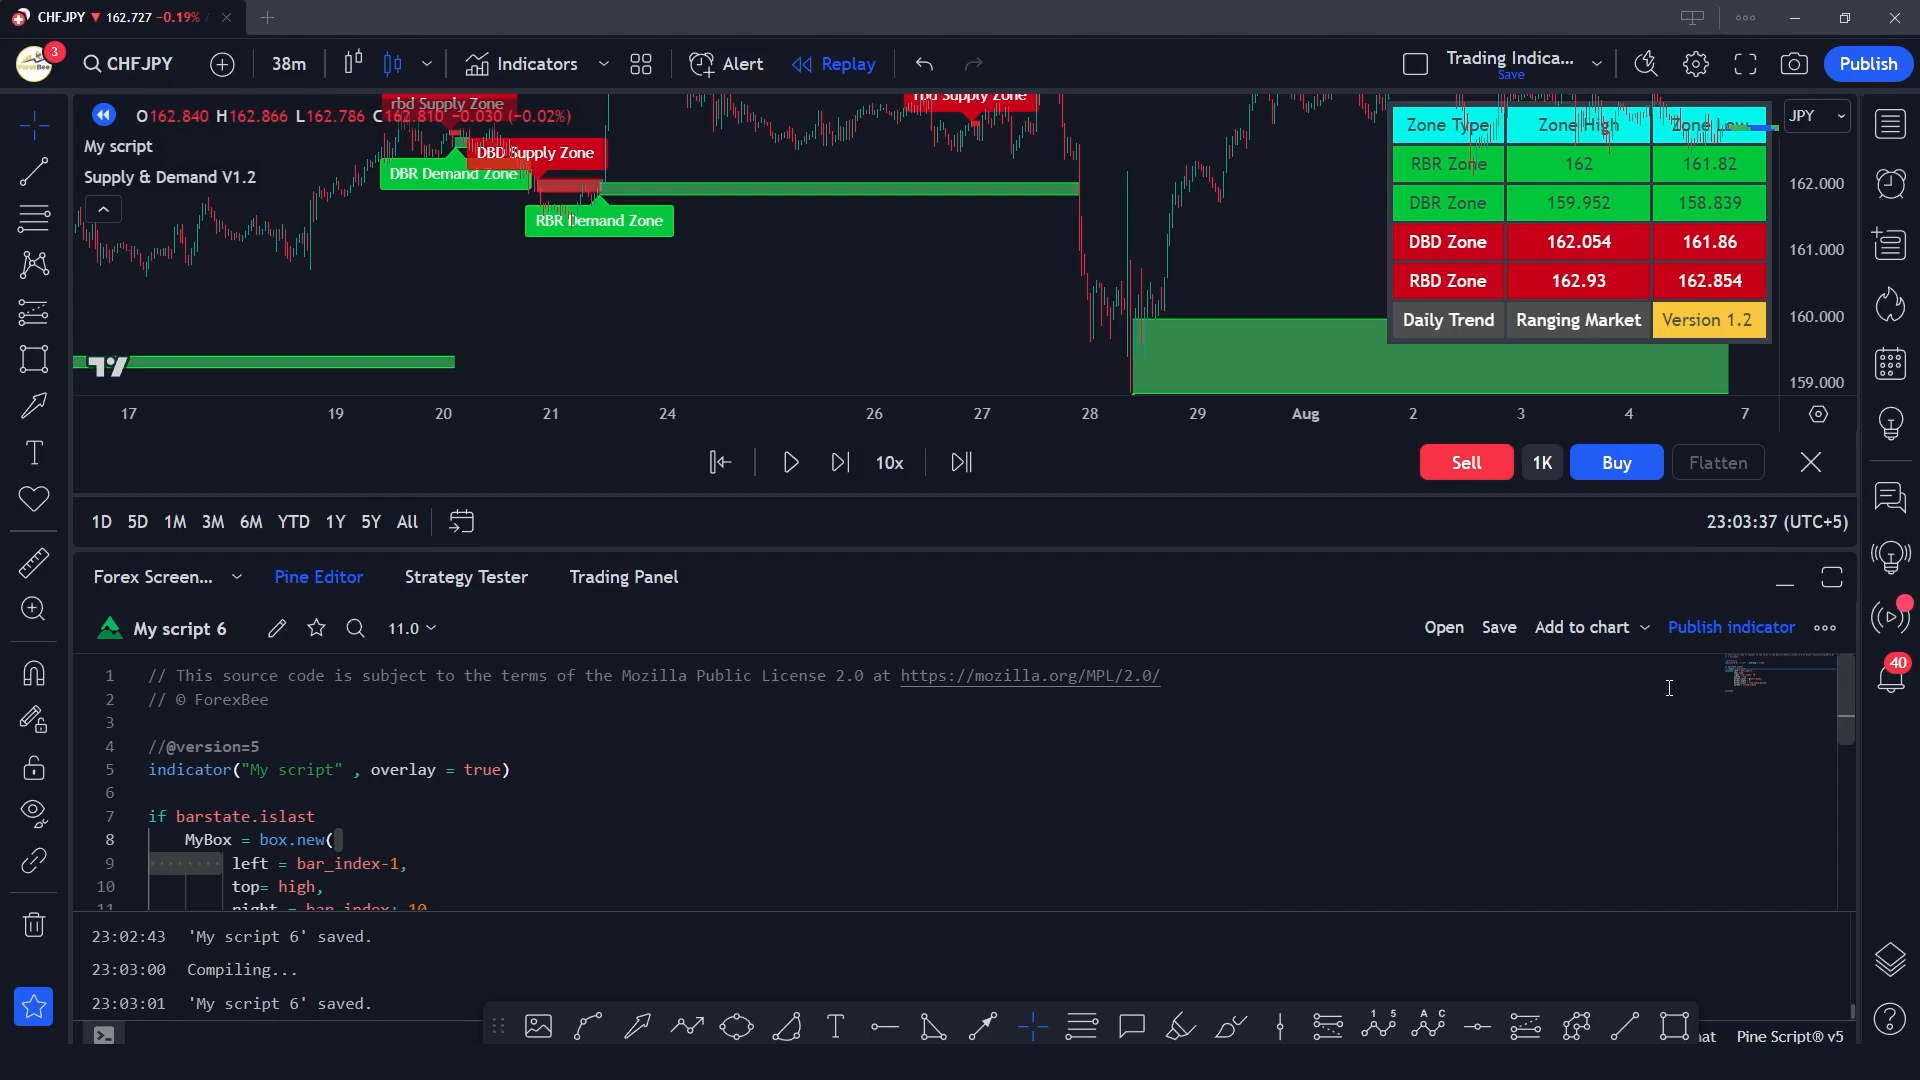 CHFJPY ▼ 162.727 −0.19% /
3
CHFJPY
38m
Indicators
Alert
Replay
Trading Indica...
Save
Publish
O162.840 H162.866 L162.786 C162.810 −0.030 (−0.02%)
My script
Supply & Demand V1.2
rbd Supply Zone
DBD Supply Zone
DBR Demand Zone
RBR Demand Zone
rbd Supply Zone
Zone Type Zone High Zone Low
RBR Zone 162 161.82
DBR Zone 159.952 158.839
DBD Zone 162.054 161.86
RBD Zone 162.93 162.854
Daily Trend Ranging Market Version 1.2
JPY
162.000
161.000
160.000
159.000
17 19 20 21 24 26 27 28 29 Aug 2 3 4 7
10x
Sell 1K Buy Flatten
1D 5D 1M 3M 6M YTD 1Y 5Y All
23:03:37 (UTC+5)
Forex Screen... Pine Editor Strategy Tester Trading Panel
My script 6 11.0
Open Save Add to chart Publish indicator
40
1 // This source code is subject to the terms of the Mozilla Public License 2.0 at https://mozilla.org/MPL/2.0/
2 // © ForexBee
3
4 //@version=5
5 indicator("My script" , overlay = true)
6
7 if barstate.islast
8 MyBox = box.new(
9 left = bar_index-1,
10 top= high,
11 right = bar_index+ 10
23:02:43 'My script 6' saved.
23:03:00 Compiling...
23:03:01 'My script 6' saved.
1 5
A C
Pine Script® v5